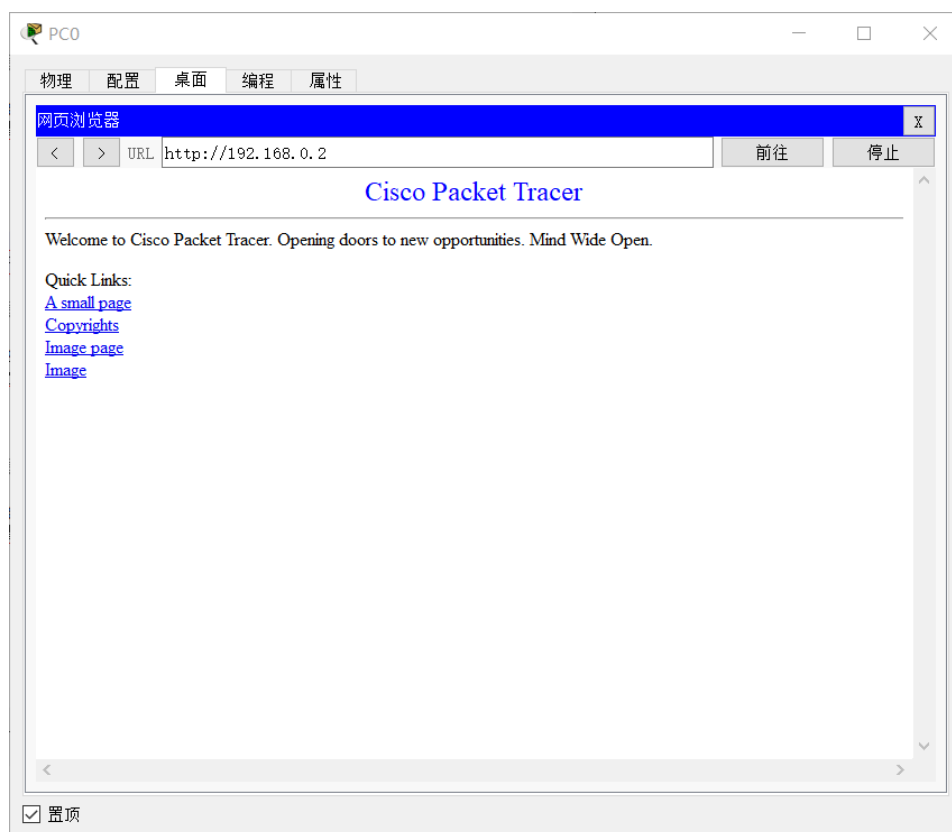 PC0
物理 配置 桌面 编程 属性
网页浏览器 X
< > URL http://192.168.0.2 前往 停止
Cisco Packet Tracer
Welcome to Cisco Packet Tracer. Opening doors to new opportunities. Mind Wide Open.
Quick Links:
A small page
Copyrights
Image page
Image
置顶